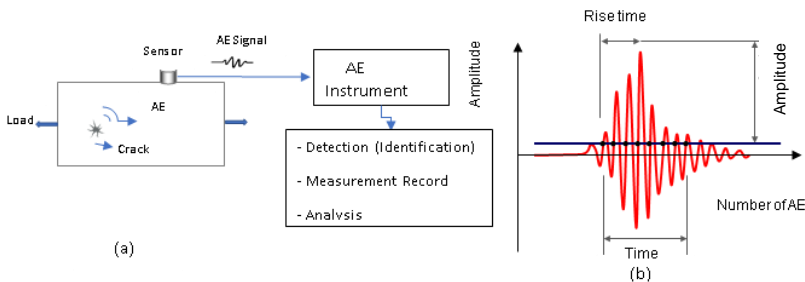 Sensor
AE Signal
AE
Instrument
AE
Load
Crack
- Detection (Identification)
- Measurement Record
- Analvsis
(a)
Rise time
Amplitude
Amplitude
Number of AE
Time
(b)